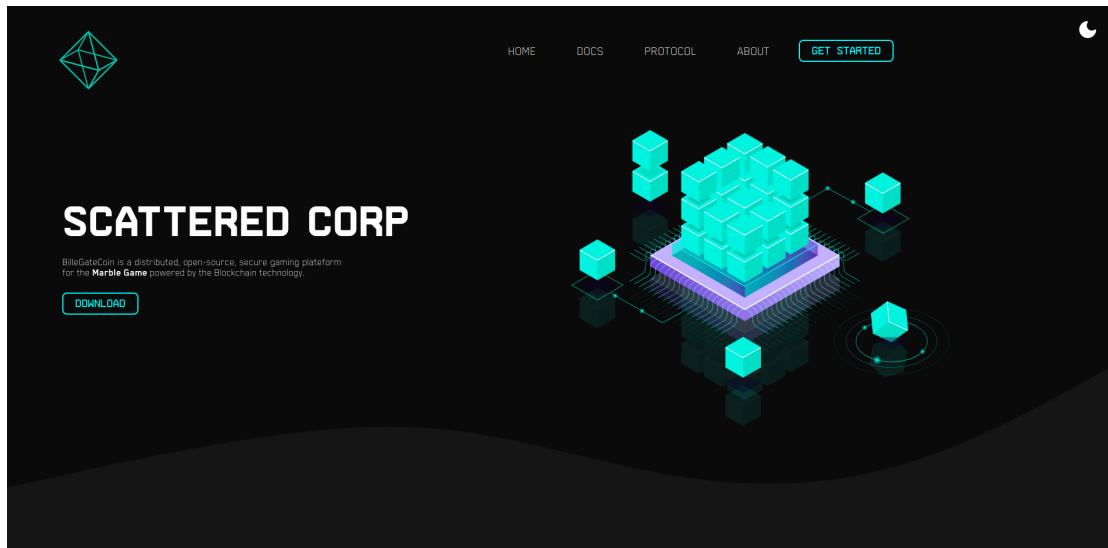 HOME DOCS PROTOCOL ABOUT GET STARTED
SCATTERED CORP
BilleGateCoin is a distributed, open-source, secure gaming plateform
for the Marble Game powered by the Blockchain technology.
DOWNLOAD